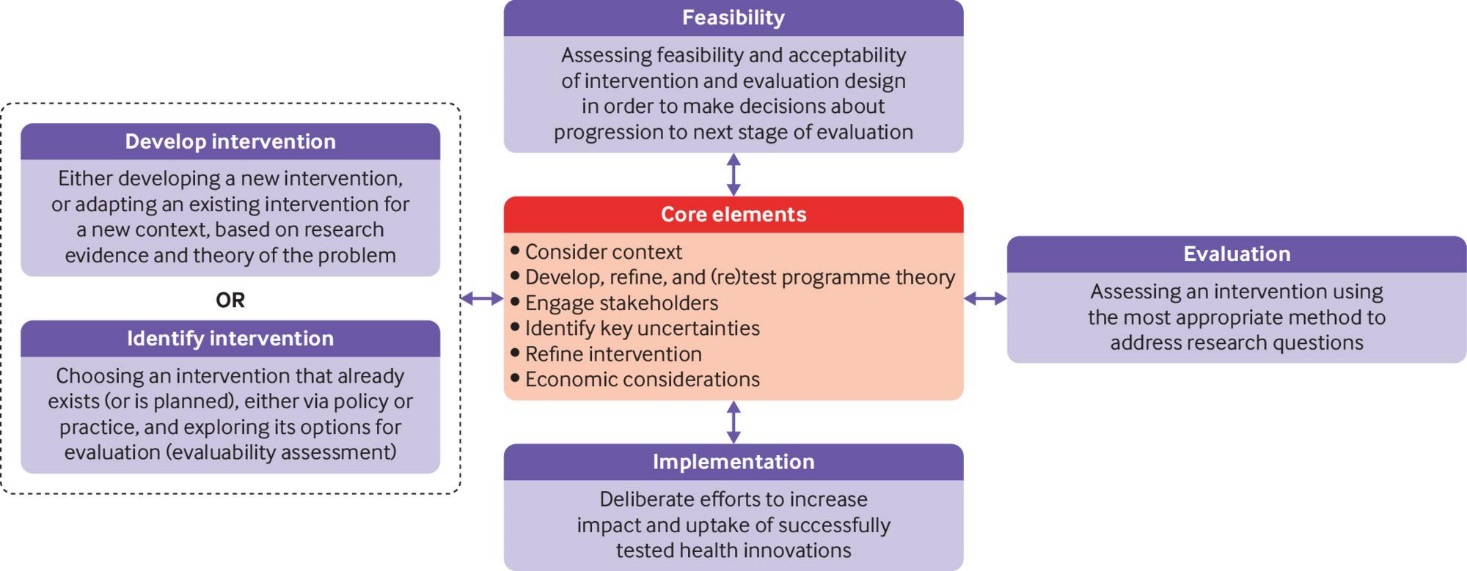 Feasibility
Assessing feasibility and acceptability
of intervention and evaluation design
in order to make decisions about
progression to next stage of evaluation
Develop intervention
Either developing a new intervention,
or adapting an existing intervention for
a new context, based on research
evidence and theory of the problem
OR
Identify intervention
Choosing an intervention that already
exists (or is planned), either via policy or
practice, and exploring its options for
evaluation (evaluability assessment)
Core elements
• Consider context
• Develop, refine, and (re)test programme theory
• Engage stakeholders
• Identify key uncertainties
• Refine intervention
• Economic considerations
Evaluation
Assessing an intervention using
the most appropriate method to
address research questions
Implementation
Deliberate efforts to increase
impact and uptake of successfully
tested health innovations